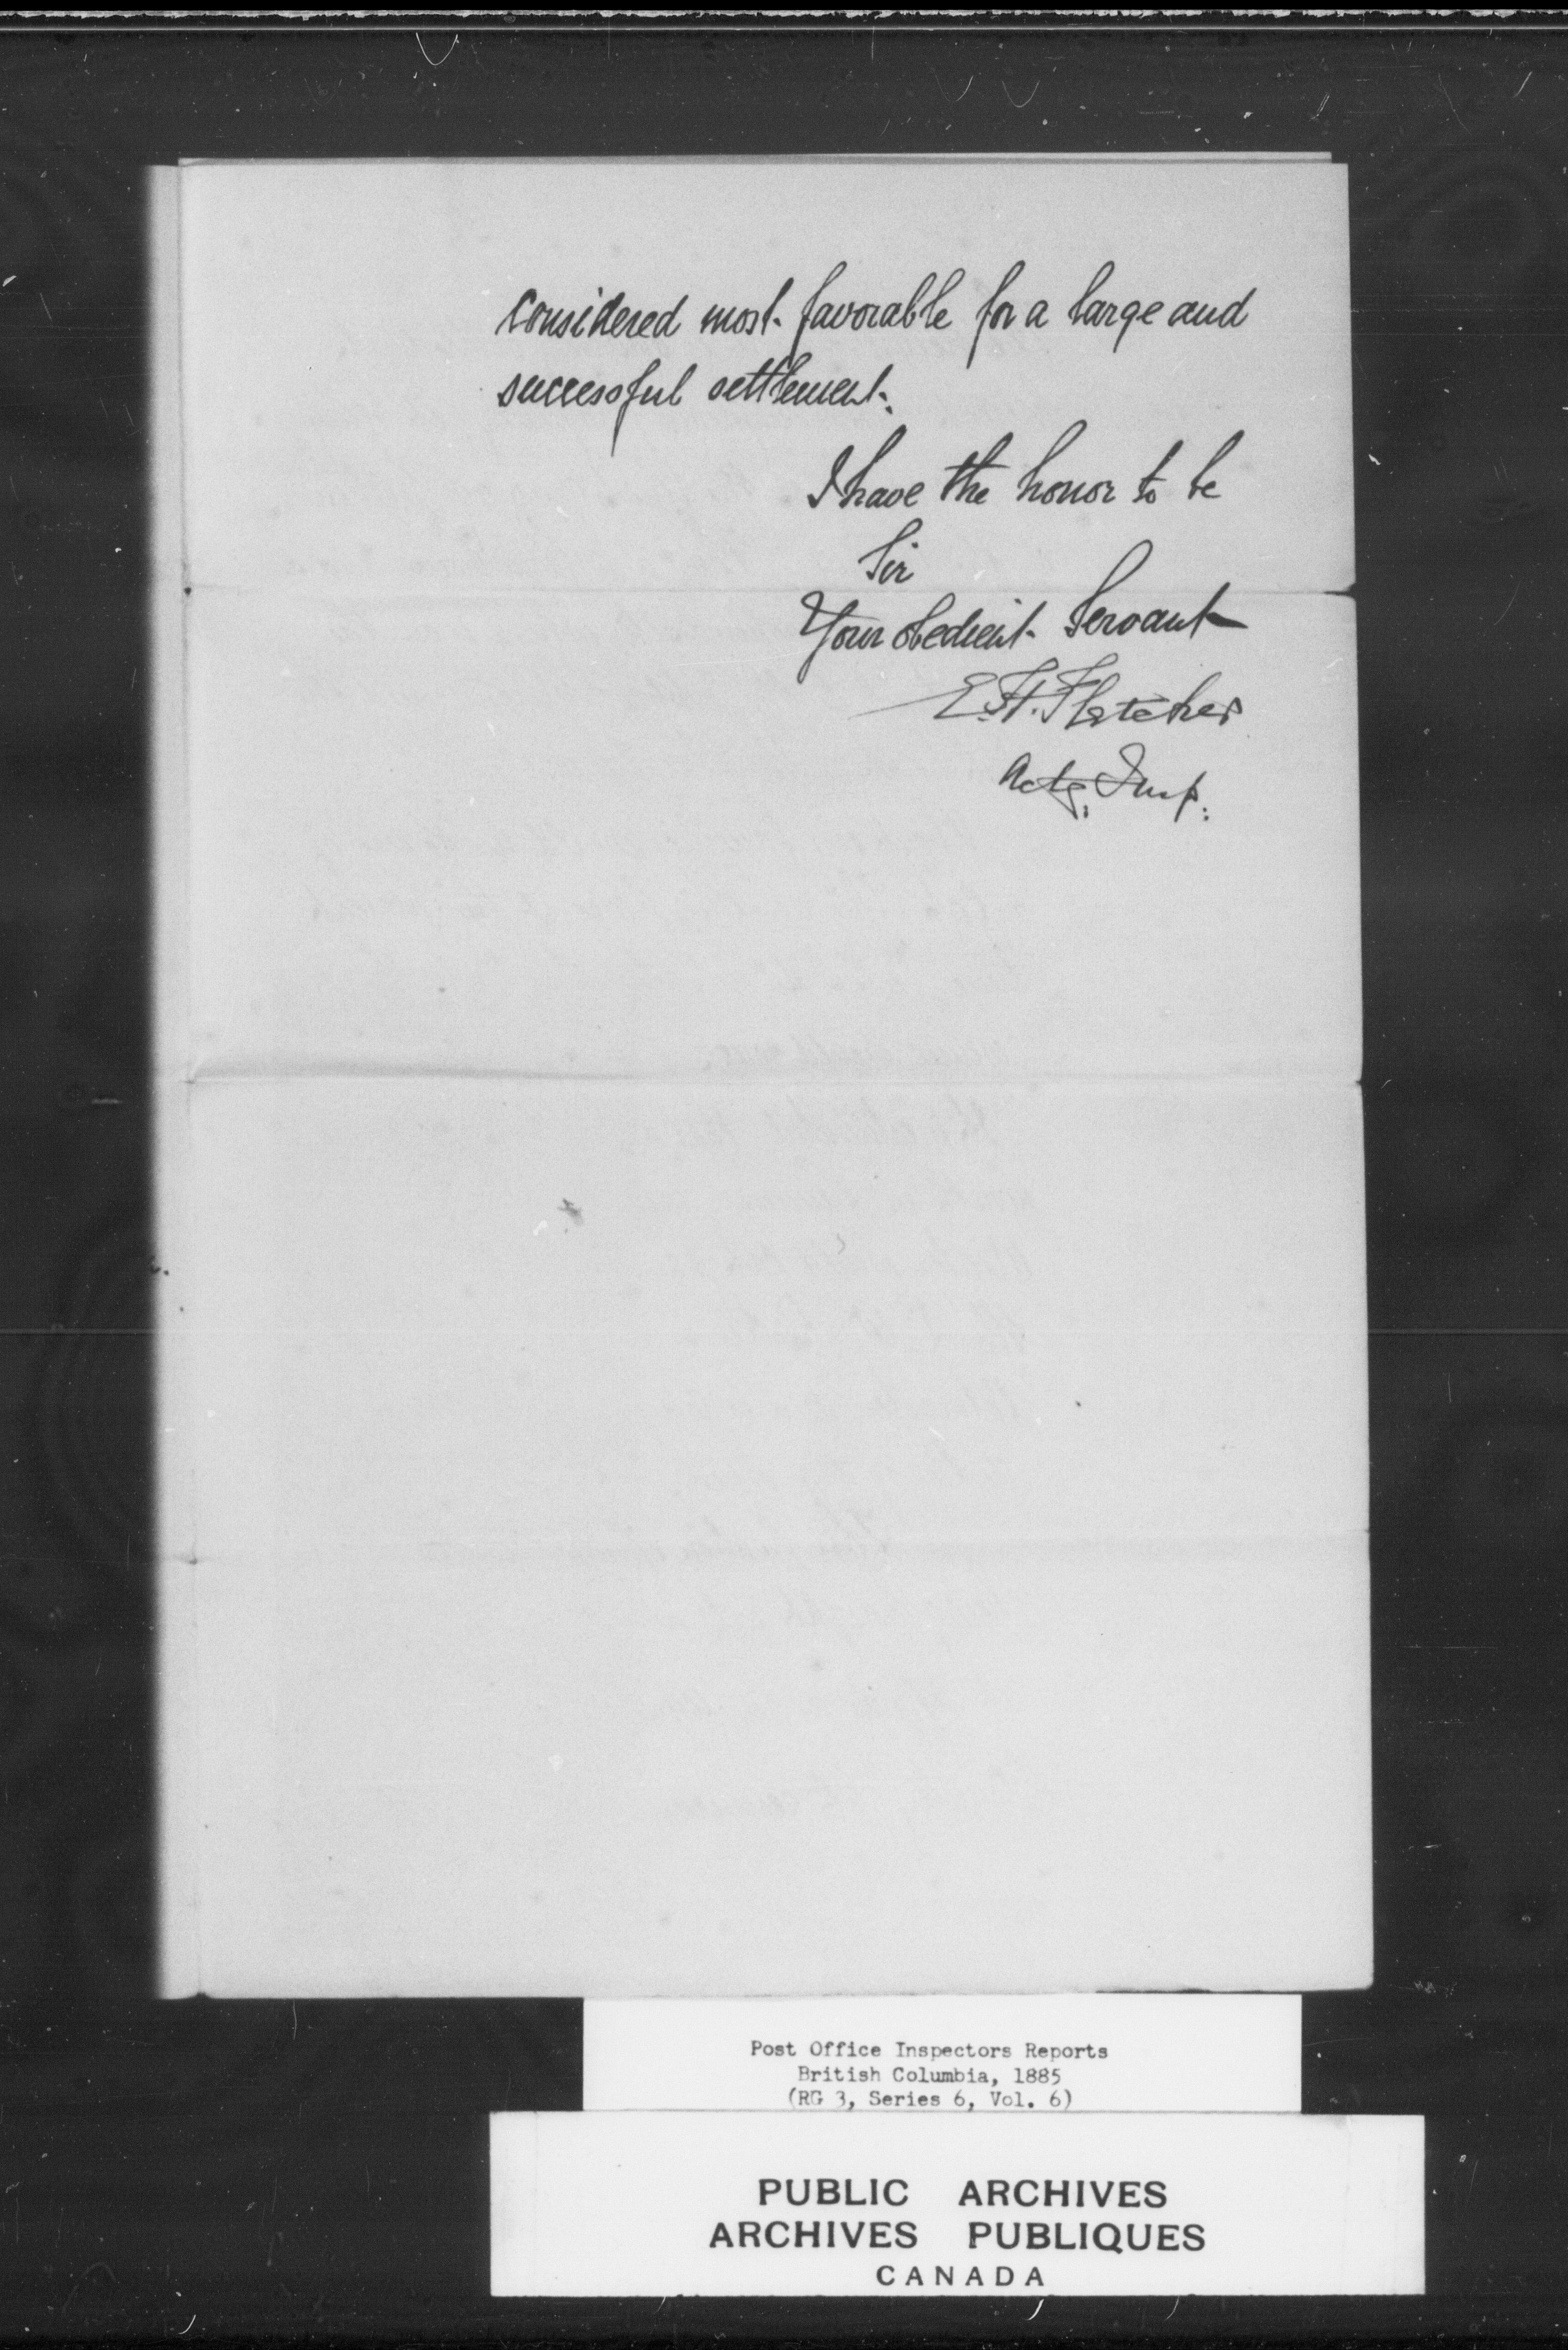 considered most favorable for a large and
successful settlement.
I have the honor to be
Sir
Your obedient Servant
E.H. Fletcher
Actg. Insp.
Post Office Inspectors Reports
British Columbia, 1885
(RG 3, Series 6, Vol. 6)
PUBLIC ARCHIVES
ARCHIVES PUBLIQUES
CANADA